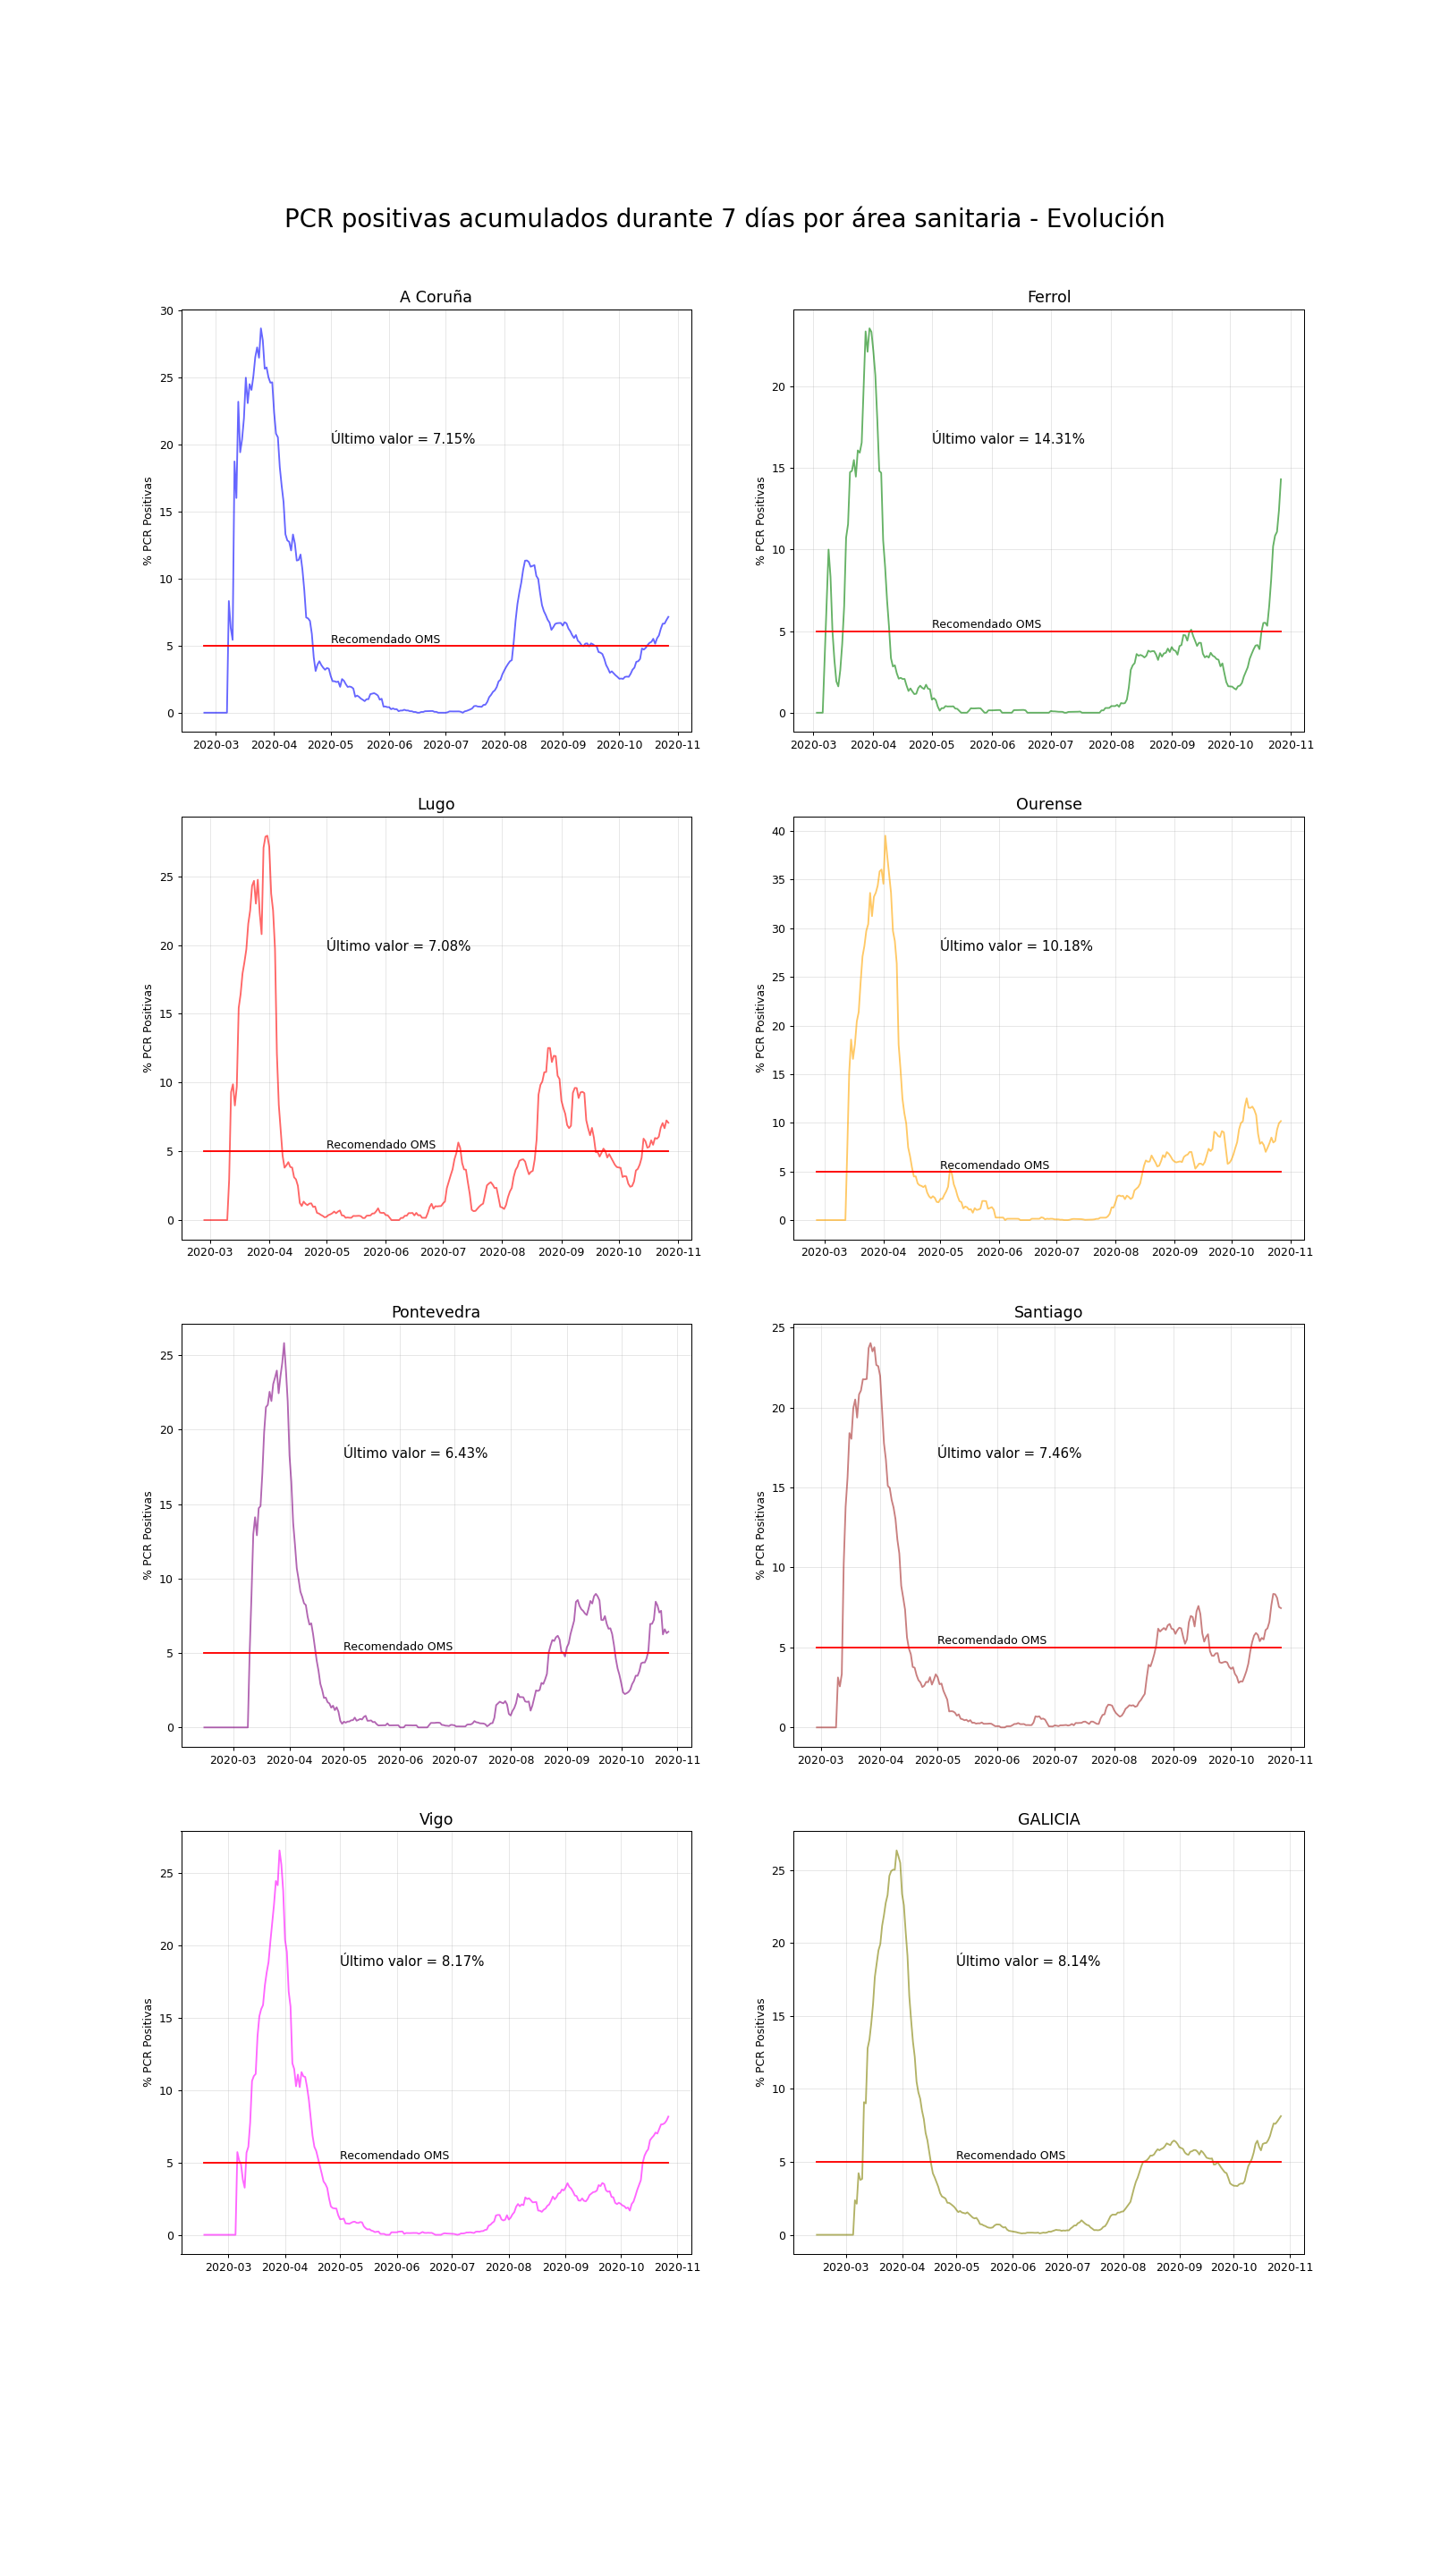 PCR positivas acumulados durante 7 días por área sanitaria - Evolución
A Coruña
% PCR Positivas
30
25
20
15
10
5
0
Último valor = 7.15%
Recomendado OMS
2020-03 2020-04 2020-05 2020-06 2020-07 2020-08 2020-09 2020-10 2020-11
Ferrol
% PCR Positivas
20
15
10
5
0
Último valor = 14.31%
Recomendado OMS
2020-03 2020-04 2020-05 2020-06 2020-07 2020-08 2020-09 2020-10 2020-11
Lugo
% PCR Positivas
25
20
15
10
5
0
Último valor = 7.08%
Recomendado OMS
2020-03 2020-04 2020-05 2020-06 2020-07 2020-08 2020-09 2020-10 2020-11
Ourense
% PCR Positivas
40
35
30
25
20
15
10
5
0
Último valor = 10.18%
Recomendado OMS
2020-03 2020-04 2020-05 2020-06 2020-07 2020-08 2020-09 2020-10 2020-11
Pontevedra
% PCR Positivas
25
20
15
10
5
0
Último valor = 6.43%
Recomendado OMS
2020-03 2020-04 2020-05 2020-06 2020-07 2020-08 2020-09 2020-10 2020-11
Santiago
% PCR Positivas
25
20
15
10
5
0
Último valor = 7.46%
Recomendado OMS
2020-03 2020-04 2020-05 2020-06 2020-07 2020-08 2020-09 2020-10 2020-11
Vigo
% PCR Positivas
25
20
15
10
5
0
Último valor = 8.17%
Recomendado OMS
2020-03 2020-04 2020-05 2020-06 2020-07 2020-08 2020-09 2020-10 2020-11
GALICIA
% PCR Positivas
25
20
15
10
5
0
Último valor = 8.14%
Recomendado OMS
2020-03 2020-04 2020-05 2020-06 2020-07 2020-08 2020-09 2020-10 2020-11